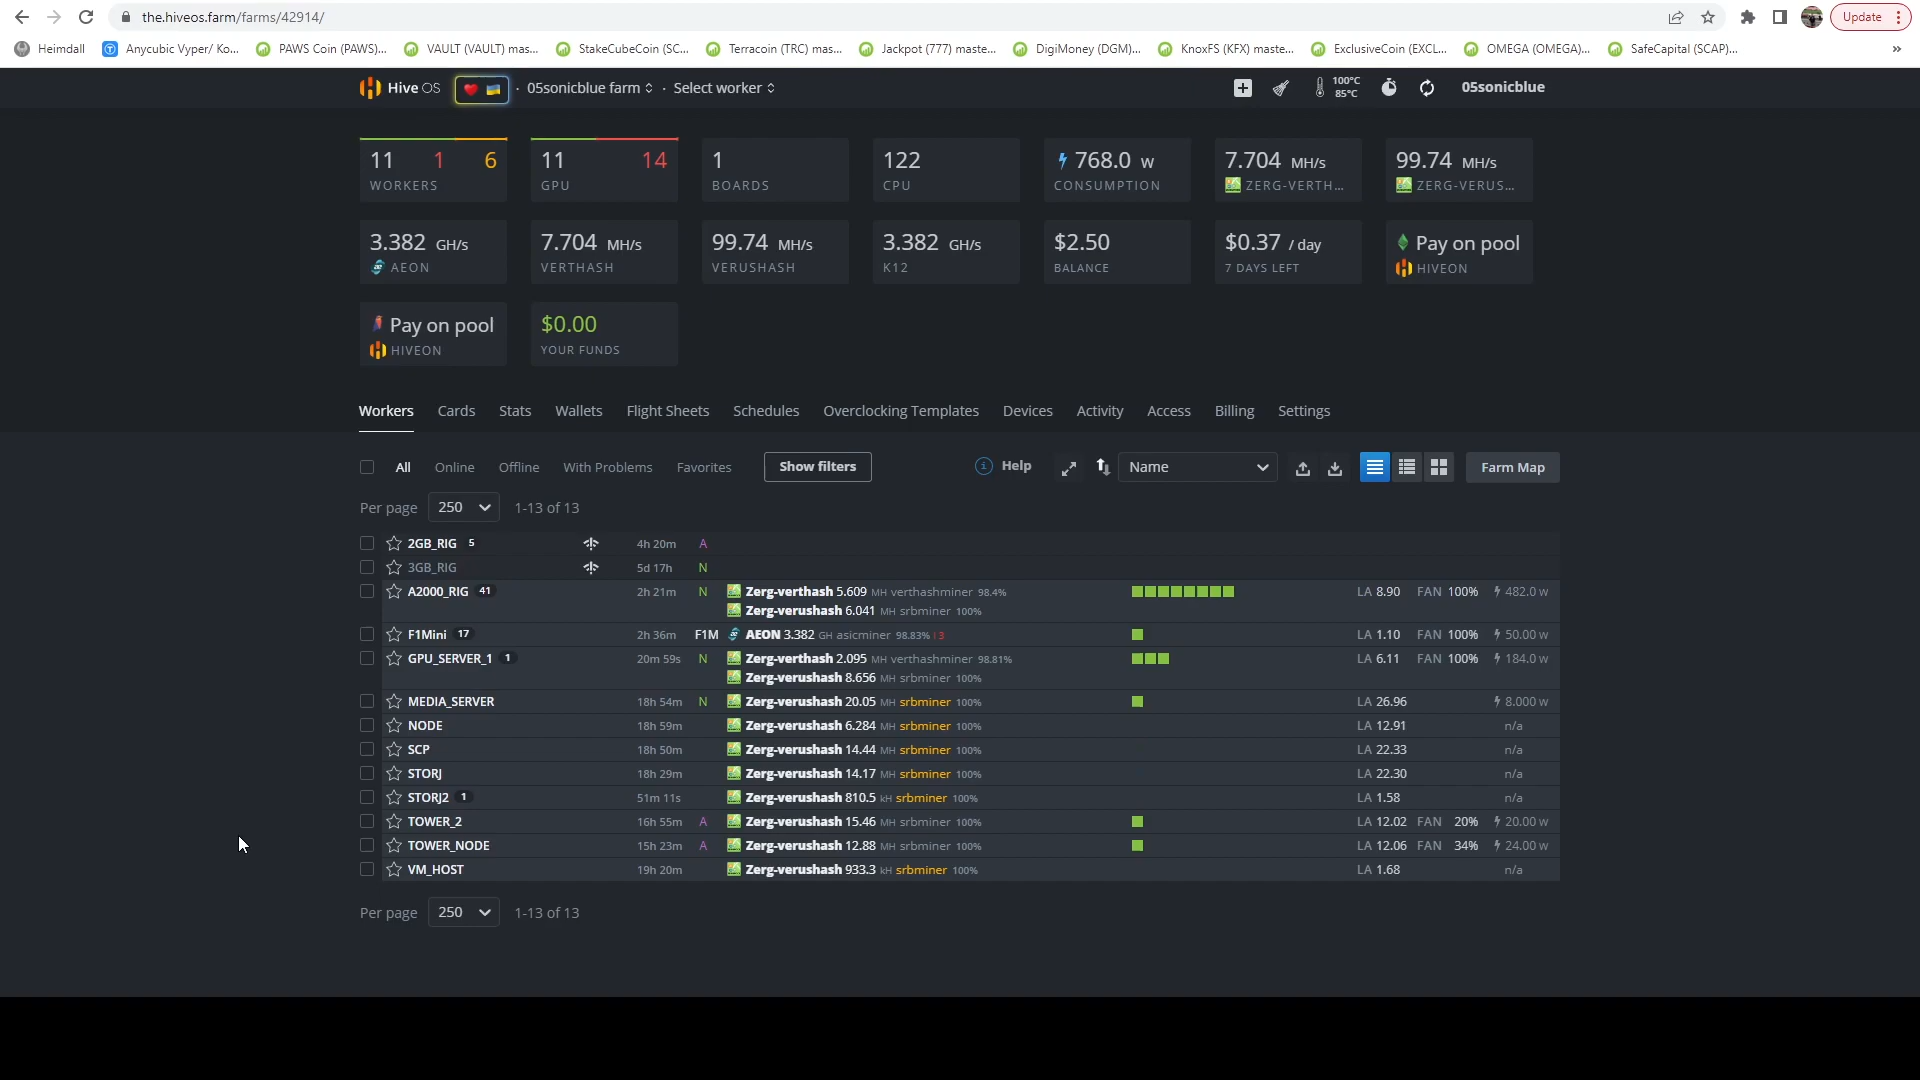 the.hiveos.farm/farms/42914/
Update
Heimdall
Anycubic Vyper/ Ko...
PAWS Coin (PAWS)...
VAULT (VAULT) mas...
StakeCubeCoin (SC...
Terracoin (TRC) mas...
Jackpot (777) maste...
DigiMoney (DGM)...
KnoxFS (KFX) maste...
ExclusiveCoin (EXCL...
OMEGA (OMEGA)...
SafeCapital (SCAP)...
»
Hive OS · 05sonicblue farm · Select worker
100°C
85°C
05sonicblue
11 1 6
WORKERS
11 14
GPU
1
BOARDS
122
CPU
768.0 W
CONSUMPTION
7.704 MH/s
ZERG-VERTH...
99.74 MH/s
ZERG-VERUS...
3.382 GH/s
AEON
7.704 MH/s
VERTHASH
99.74 MH/s
VERUSHASH
3.382 GH/s
K12
$2.50
BALANCE
$0.37 / day
7 DAYS LEFT
Pay on pool
HIVEON
Pay on pool
HIVEON
$0.00
YOUR FUNDS
Workers Cards Stats Wallets Flight Sheets Schedules Overclocking Templates Devices Activity Access Billing Settings
All Online Offline With Problems Favorites Show filters Help Name Farm Map
Per page 250 1-13 of 13
2GB_RIG 5 4h 20m A
3GB_RIG 5d 17h N
A2000_RIG 41 2h 21m N Zerg-verthash 5.609 MH verthashminer 98.4% LA 8.90 FAN 100% 482.0 W
Zerg-verushash 6.041 MH srbminer 100%
F1Mini 17 2h 36m F1M AEON 3.382 GH asicminer 98.83% 13 LA 1.10 FAN 100% 50.00 W
GPU_SERVER_1 1 20m 59s N Zerg-verthash 2.095 MH verthashminer 98.81% LA 6.11 FAN 100% 184.0 W
Zerg-verushash 8.656 MH srbminer 100%
MEDIA_SERVER 18h 54m N Zerg-verushash 20.05 MH srbminer 100% LA 26.96 8.000 W
NODE 18h 59m Zerg-verushash 6.284 MH srbminer 100% LA 12.91 n/a
SCP 18h 50m Zerg-verushash 14.44 MH srbminer 100% LA 22.33 n/a
STORJ 18h 29m Zerg-verushash 14.17 MH srbminer 100% LA 22.30 n/a
STORJ2 1 51m 11s Zerg-verushash 810.5 kH srbminer 100% LA 1.58 n/a
TOWER_2 16h 55m A Zerg-verushash 15.46 MH srbminer 100% LA 12.02 FAN 20% 20.00 W
TOWER_NODE 15h 23m A Zerg-verushash 12.88 MH srbminer 100% LA 12.06 FAN 34% 24.00 W
VM_HOST 19h 20m Zerg-verushash 933.3 kH srbminer 100% LA 1.68 n/a
Per page 250 1-13 of 13